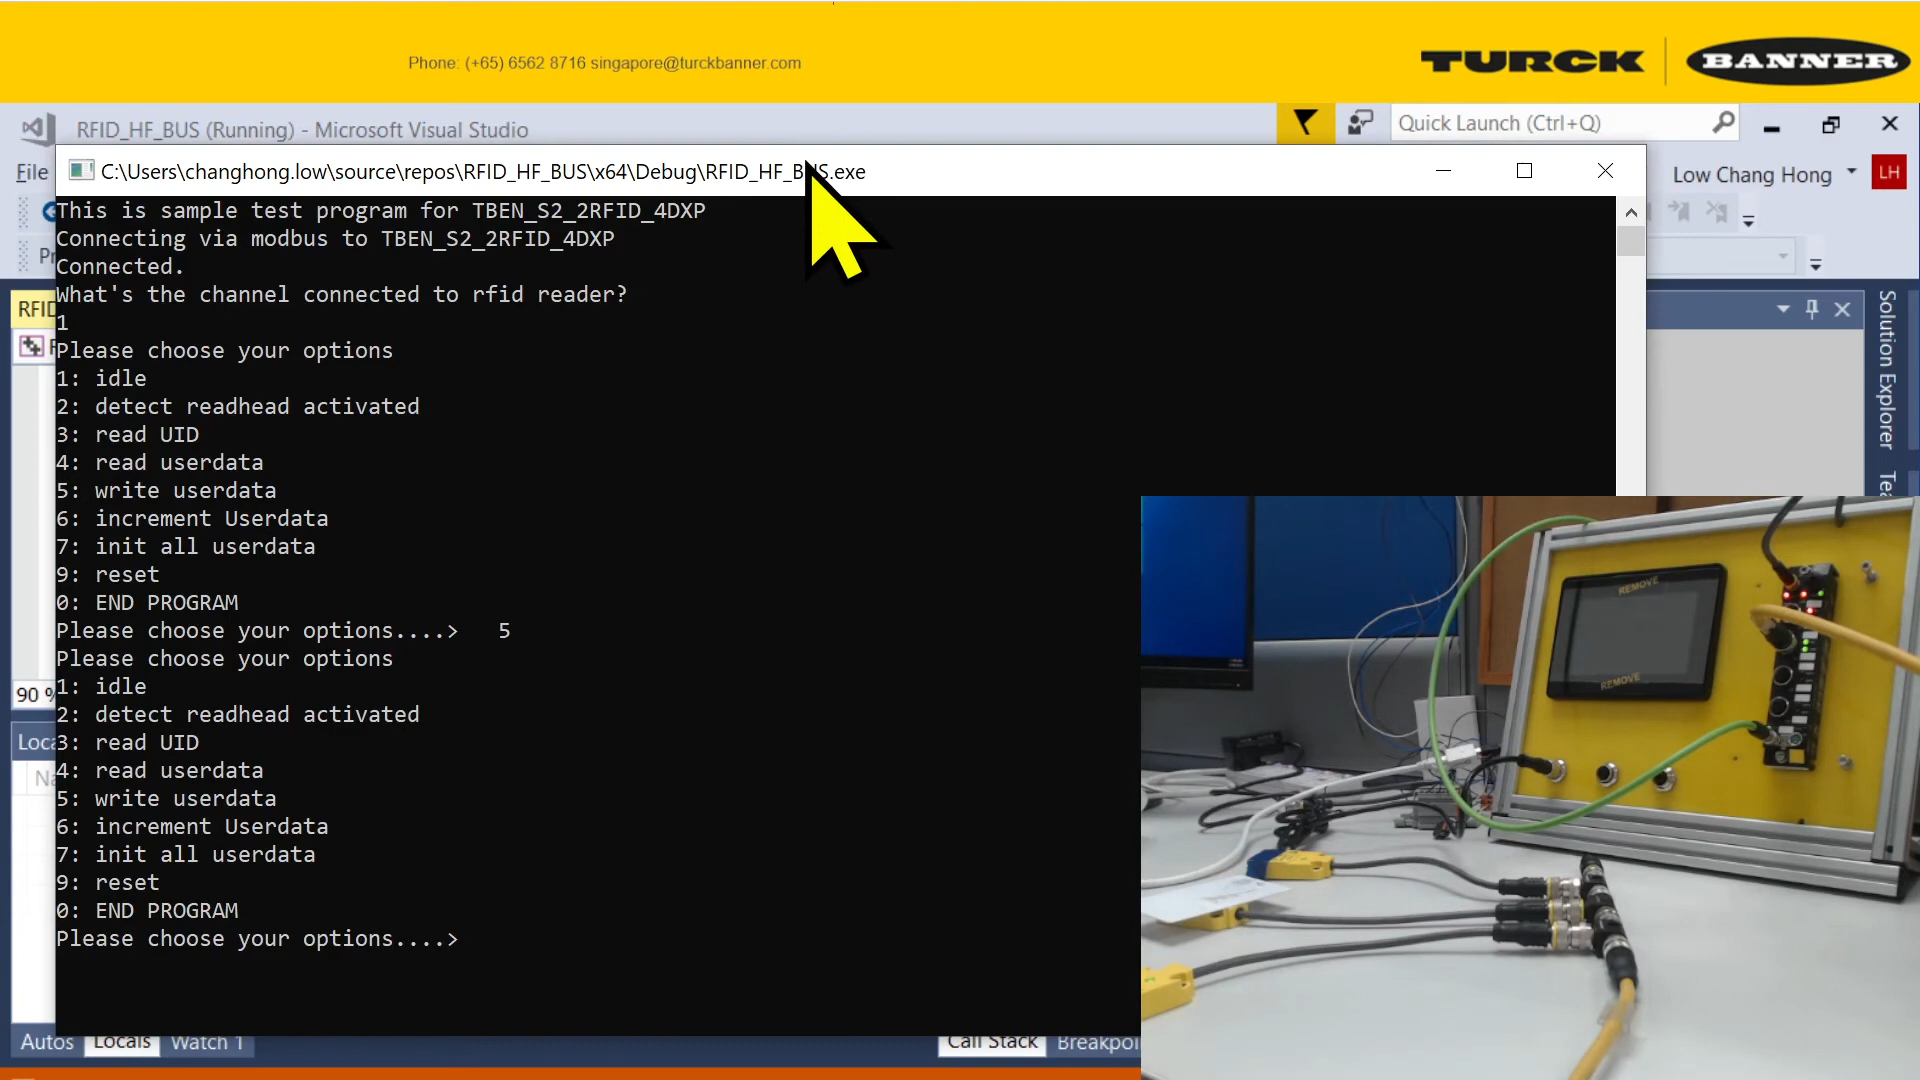 Phone: (+65) 6562 8716 singapore@turckbanner.com
TURCK
BANNER
RFID_HF_BUS (Running) - Microsoft Visual Studio
Quick Launch (Ctrl+Q)
File
Low Chang Hong
LH
C:\Users\changhong.low\source\repos\RFID_HF_BUS\x64\Debug\RFID_HF_BUS.exe
This is sample test program for TBEN_S2_2RFID_4DXP
Connecting via modbus to TBEN_S2_2RFID_4DXP
Connected.
What's the channel connected to rfid reader?
1
Please choose your options
1: idle
2: detect readhead activated
3: read UID
4: read userdata
5: write userdata
6: increment Userdata
7: init all userdata
9: reset
0: END PROGRAM
Please choose your options....> 5
Please choose your options
1: idle
2: detect readhead activated
3: read UID
4: read userdata
5: write userdata
6: increment Userdata
7: init all userdata
9: reset
0: END PROGRAM
Please choose your options....>
RFID
90 %
Solution Explorer
REMOVE
REMOVE
Autos
Locals
Watch 1
Call Stack